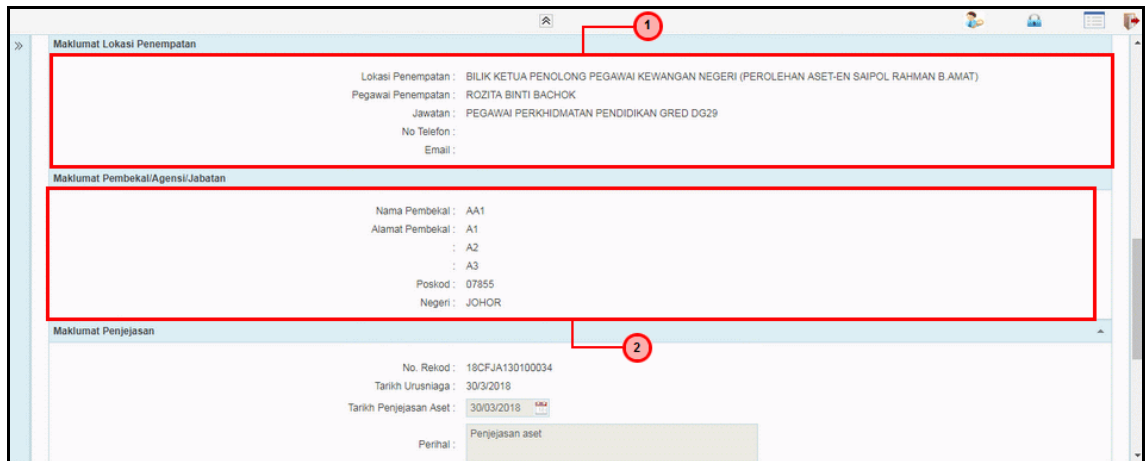 1
Maklumat Lokasi Penempatan
Lokasi Penempatan : BILIK KETUA PENOLONG PEGAWAI KEWANGAN NEGERI (PEROLEHAN ASET-EN SAIPOL RAHMAN B.AMAT)
Pegawai Penempatan : ROZITA BINTI BACHOK
Jawatan : PEGAWAI PERKHIDMATAN PENDIDIKAN GRED DG29
No Telefon :
Email :
Maklumat Pembekal/Agensi/Jabatan
Nama Pembekal : AA1
Alamat Pembekal : A1
: A2
: A3
Poskod : 07855
Negeri : JOHOR
Maklumat Penjejasan
2
No. Rekod : 18CFJA130100034
Tarikh Urusniaga : 30/3/2018
Tarikh Penjejasan Aset : 30/03/2018
Perihal : Penjejasan aset